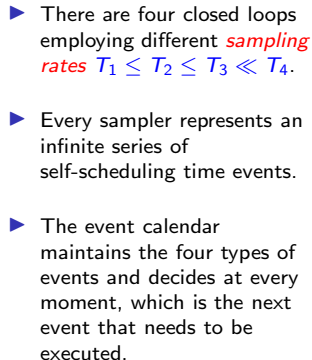 ▶ There are four closed loops
employing different sampling
rates T₁ ≤ T₂ ≤ T₃ ≪ T₄.
▶ Every sampler represents an
infinite series of
self-scheduling time events.
▶ The event calendar
maintains the four types of
events and decides at every
moment, which is the next
event that needs to be
executed.